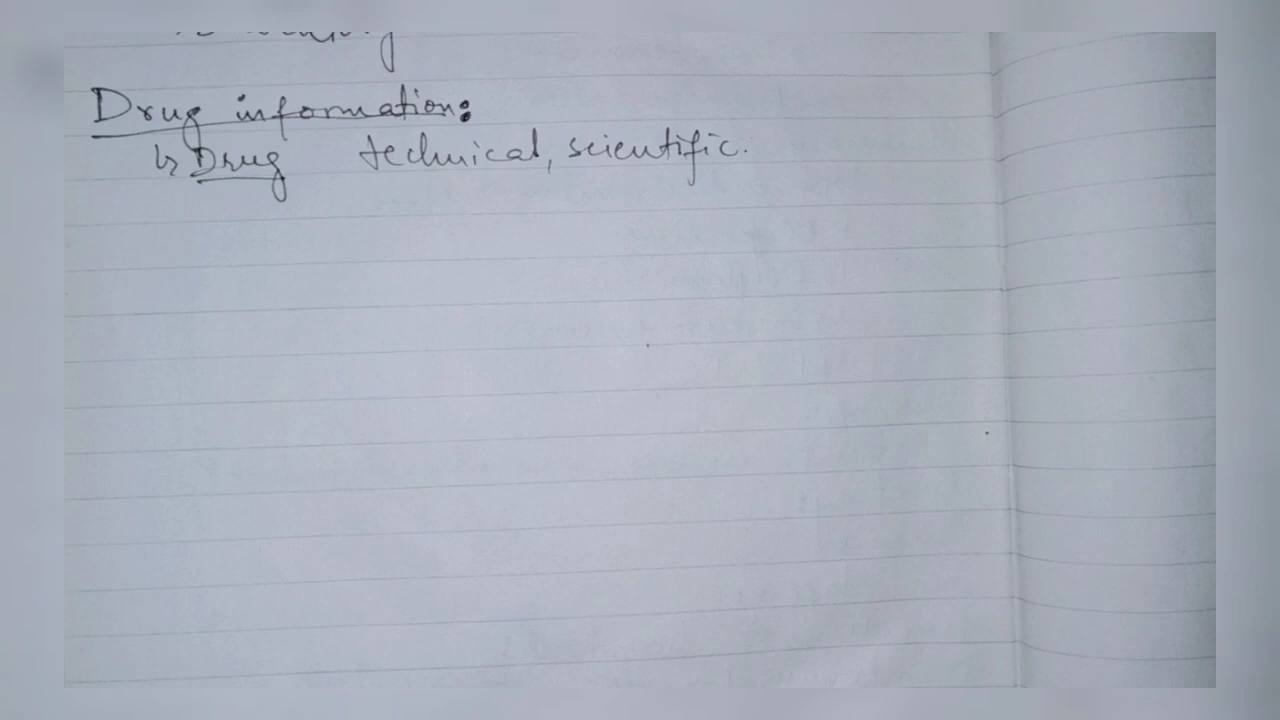 Drug information:
↳ Drug technical, scientific.